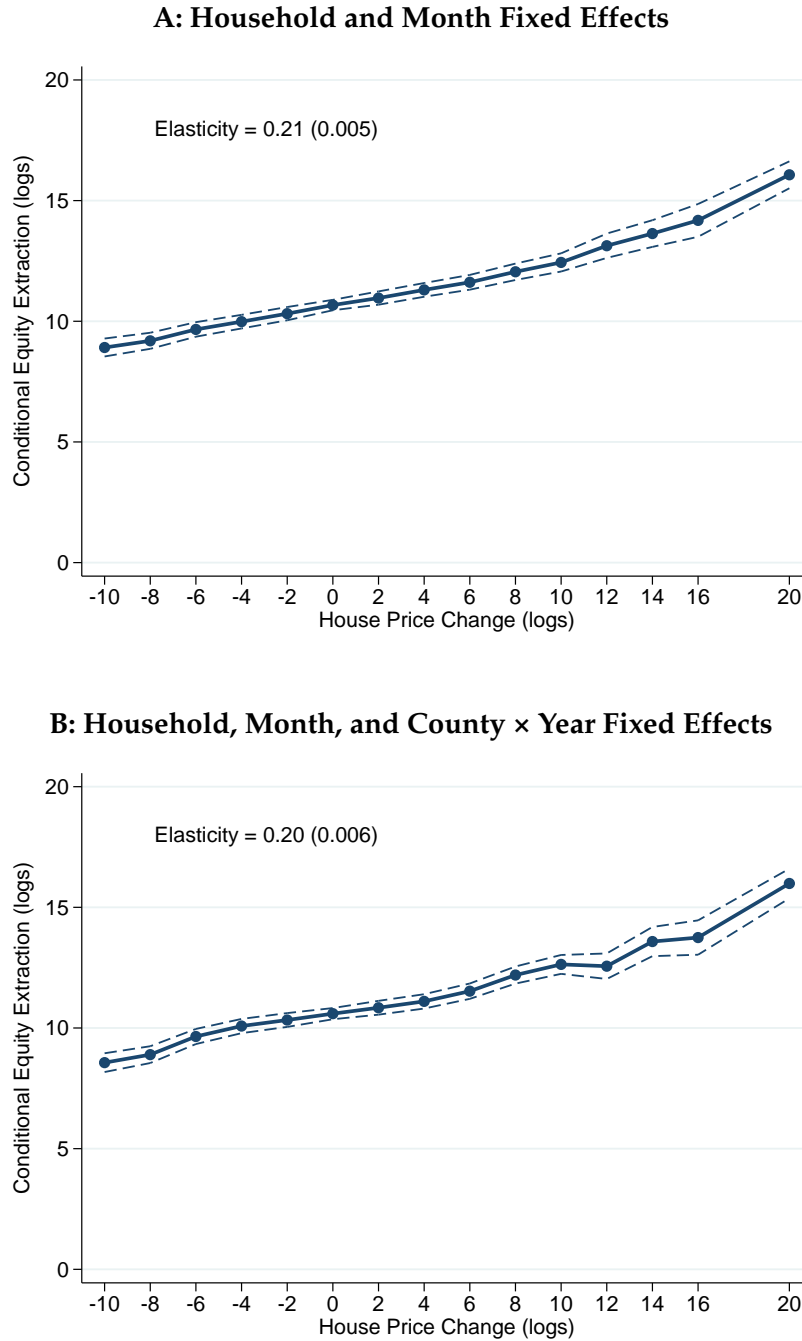 A: Household and Month Fixed Effects
20
Elasticity = 0.21 (0.005)
15
10
5
0
Conditional Equity Extraction (logs)
-10 -8 -6 -4 -2 0 2 4 6 8 10 12 14 16 20
House Price Change (logs)
B: Household, Month, and County × Year Fixed Effects
20
Elasticity = 0.20 (0.006)
15
10
5
0
Conditional Equity Extraction (logs)
-10 -8 -6 -4 -2 0 2 4 6 8 10 12 14 16 20
House Price Change (logs)